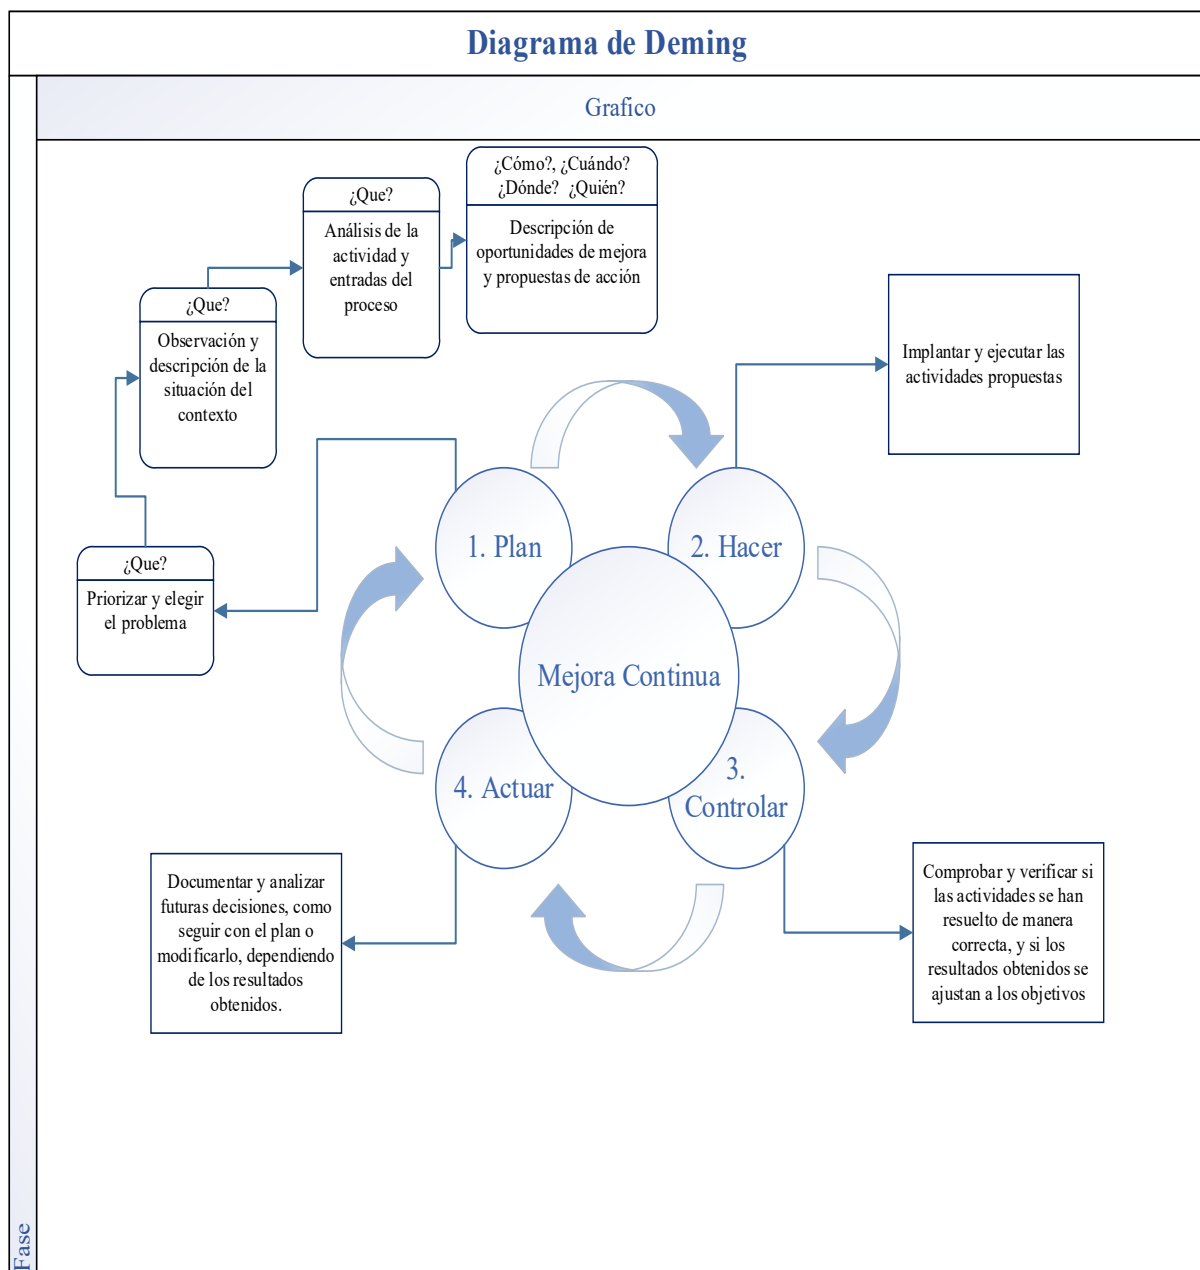 Diagrama de Deming
Grafico
¿Cómo?, ¿Cuándo?
¿Dónde? ¿Quién?
Descripción de
oportunidades de mejora
y propuestas de acción
¿Que?
Análisis de la
actividad y
entradas del
proceso
¿Que?
Observación y
descripción de la
situación del
contexto
¿Que?
Priorizar y elegir
el problema
Implantar y ejecutar las
actividades propuestas
1. Plan
2. Hacer
Mejora Continua
4. Actuar
3.
Controlar
Documentar y analizar
futuras decisiones, como
seguir con el plan o
modificarlo, dependiendo
de los resultados
obtenidos.
Comprobar y verificar si
las actividades se han
resuelto de manera
correcta, y si los
resultados obtenidos se
ajustan a los objetivos
Fase